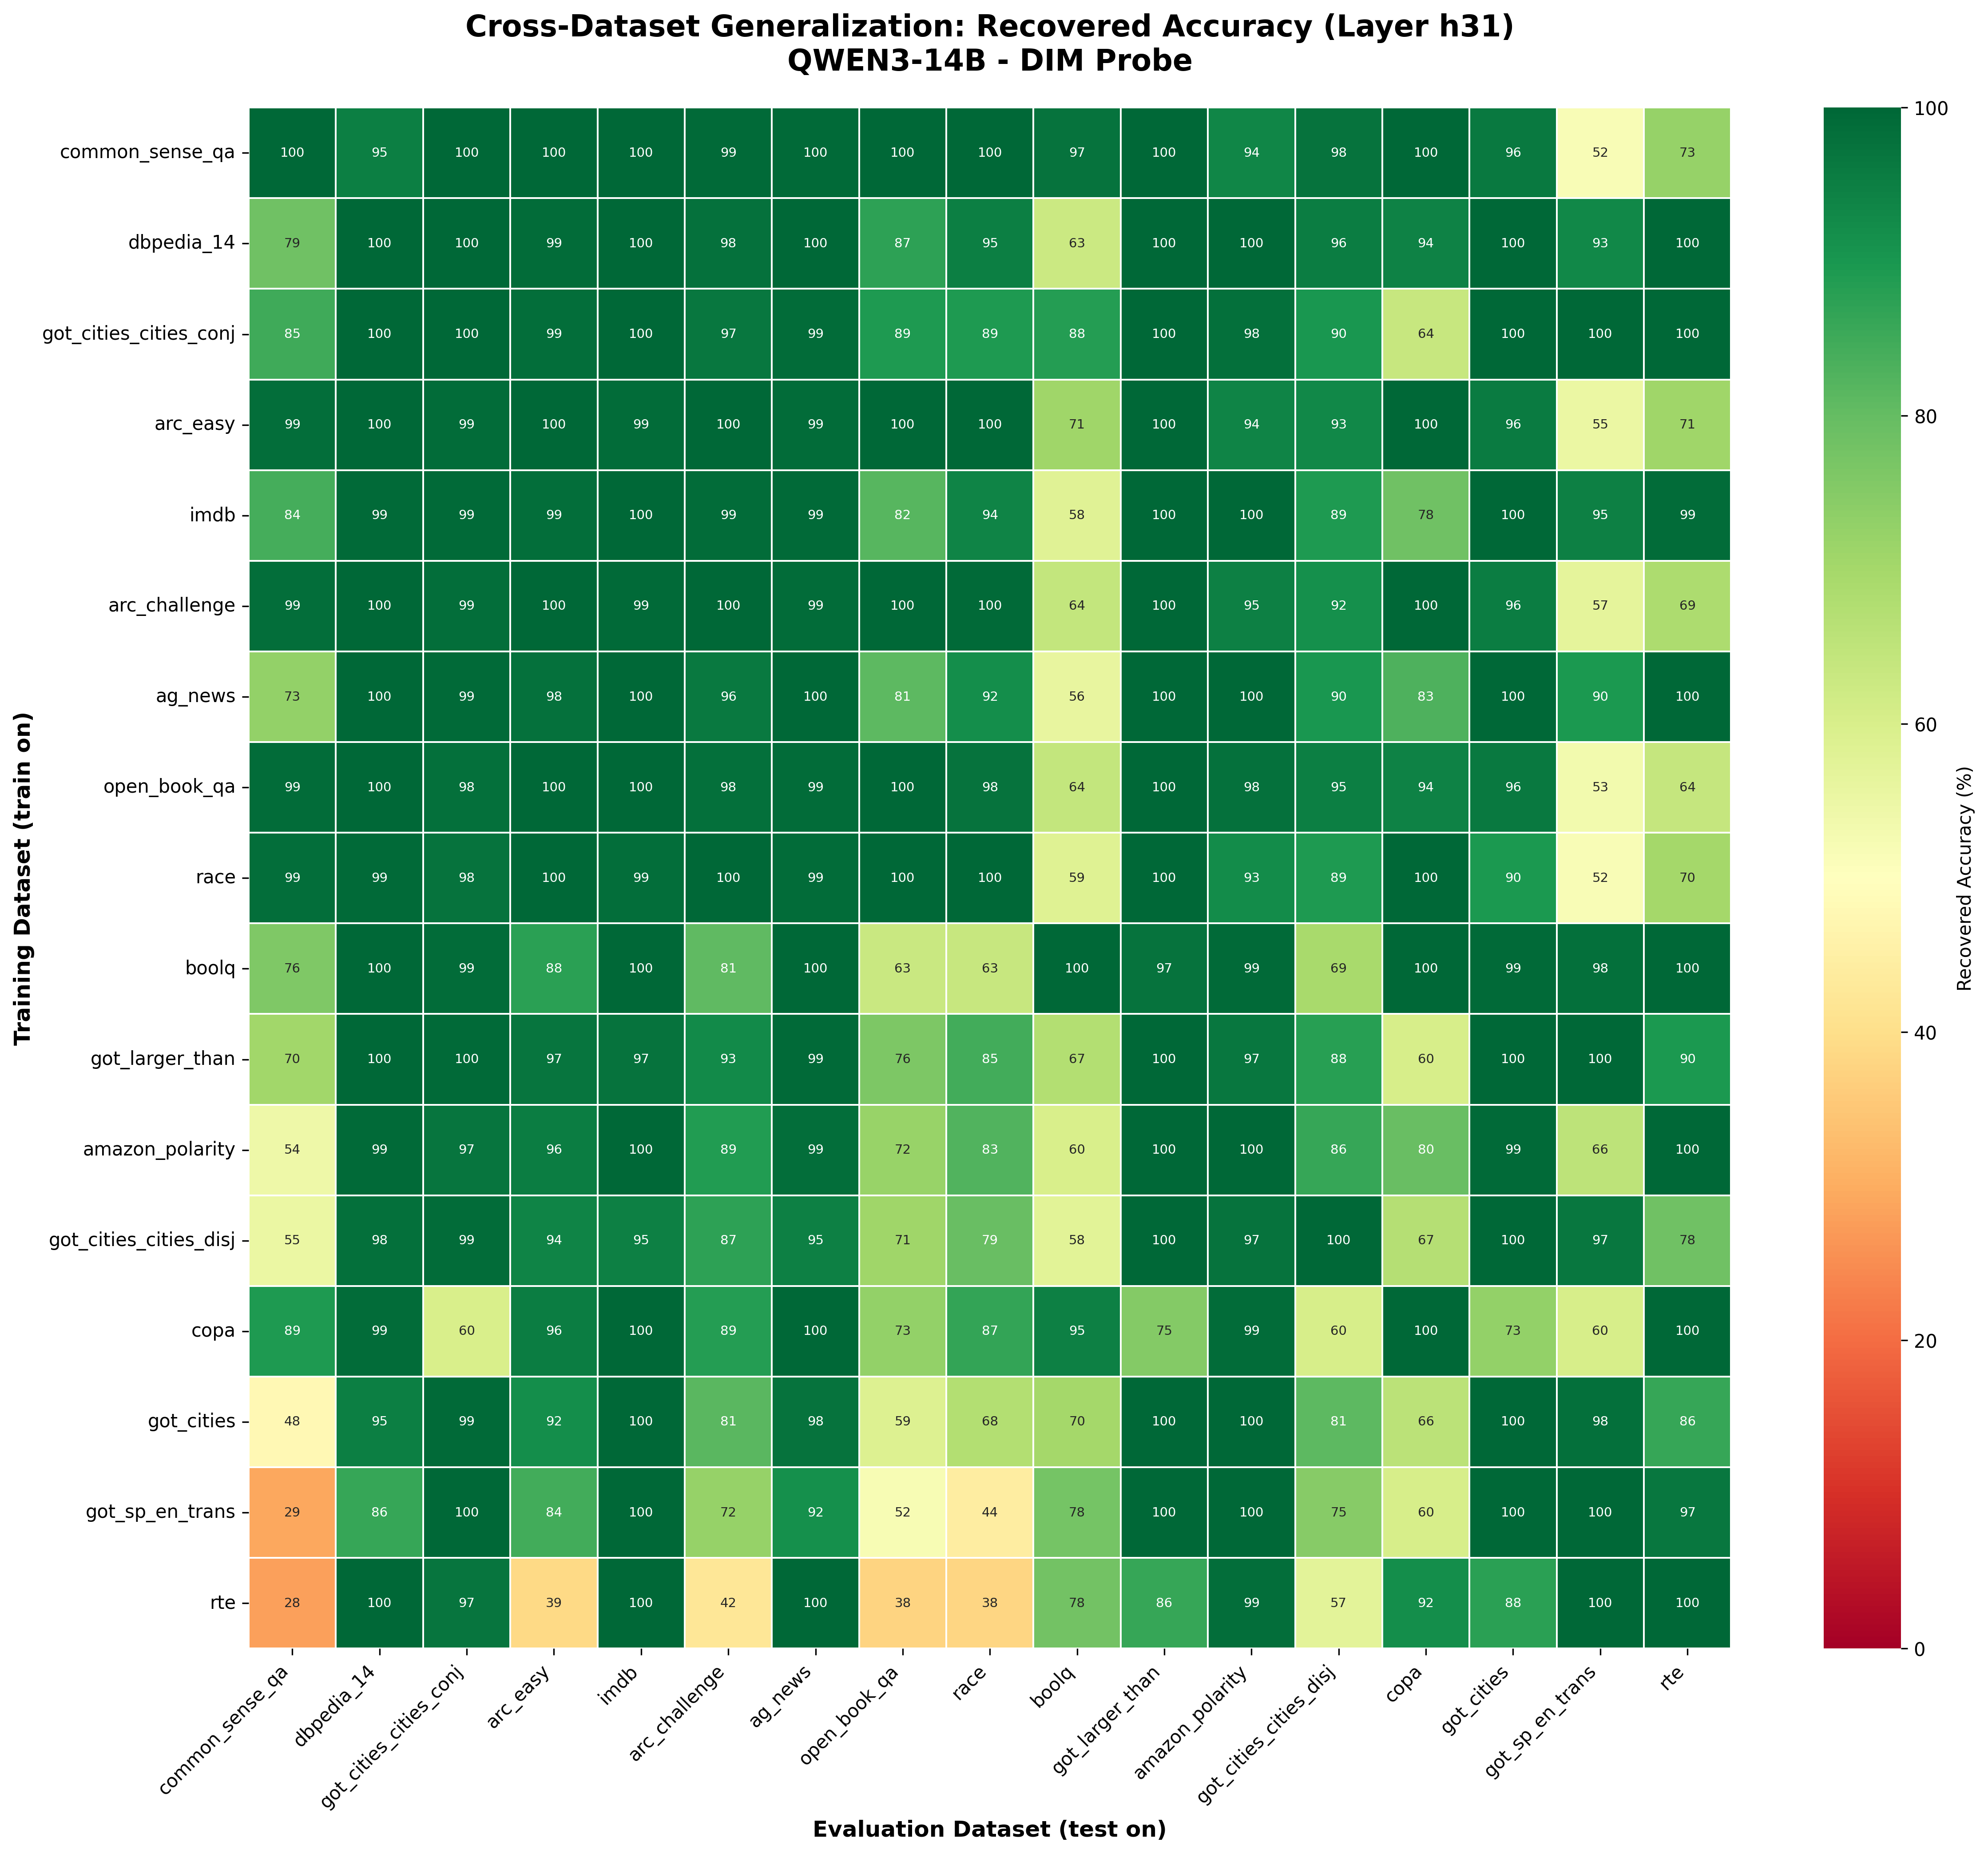 Cross-Dataset Generalization: Recovered Accuracy (Layer h31)
QWEN3-14B - DIM Probe
Training Dataset (train on)
common_sense_qa 100 95 100 100 100 99 100 100 100 97 100 94 98 100 96 52 73
dbpedia_14 79 100 100 99 100 98 100 87 95 63 100 100 96 94 100 93 100
got_cities_cities_conj 85 100 100 99 100 97 99 89 89 88 100 98 90 64 100 100 100
arc_easy 99 100 99 100 99 100 99 100 100 71 100 94 93 100 96 55 71
imdb 84 99 99 99 100 99 99 82 94 58 100 100 89 78 100 95 99
arc_challenge 99 100 99 100 99 100 99 100 100 64 100 95 92 100 96 57 69
ag_news 73 100 99 98 100 96 100 81 92 56 100 100 90 83 100 90 100
open_book_qa 99 100 98 100 100 98 99 100 98 64 100 98 95 94 96 53 64
race 99 99 98 100 99 100 99 100 100 59 100 93 89 100 90 52 70
boolq 76 100 99 88 100 81 100 63 63 100 97 99 69 100 99 98 100
got_larger_than 70 100 100 97 97 93 99 76 85 67 100 97 88 60 100 100 90
amazon_polarity 54 99 97 96 100 89 99 72 83 60 100 100 86 80 99 66 100
got_cities_cities_disj 55 98 99 94 95 87 95 71 79 58 100 97 100 67 100 97 78
copa 89 99 60 96 100 89 100 73 87 95 75 99 60 100 73 60 100
got_cities 48 95 99 92 100 81 98 59 68 70 100 100 81 66 100 98 86
got_sp_en_trans 29 86 100 84 100 72 92 52 44 78 100 100 75 60 100 100 97
rte 28 100 97 39 100 42 100 38 38 78 86 99 57 92 88 100 100
common_sense_qa dbpedia_14 got_cities_cities_conj arc_easy imdb arc_challenge ag_news open_book_qa race boolq got_larger_than amazon_polarity got_cities_cities_disj copa got_cities got_sp_en_trans rte
Evaluation Dataset (test on)
100
80
60
40
20
0
Recovered Accuracy (%)